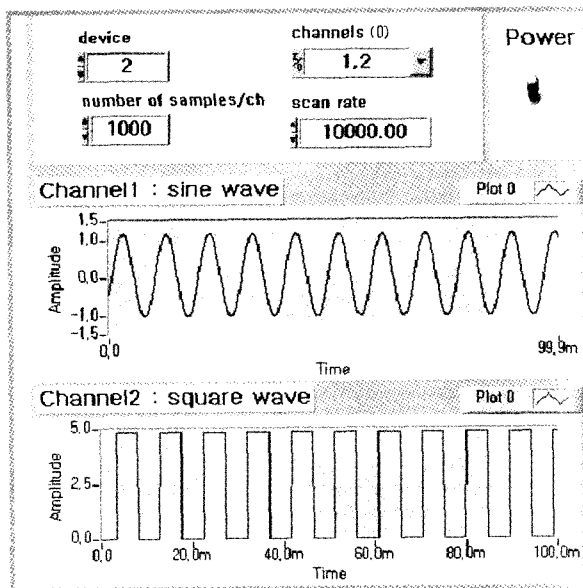 device
channels (0)
Power
2
1.2
number of samples/ch
scan rate
1000
10000.00
Channel1 : sine wave
Plot 0
1.5
1.0
0.0
-1.0
-1.5
Amplitude
0,0
99,9m
Time
Channel2 : square wave
Plot 0
5.0
2.5
0.0
Amplitude
0,0
20.0m
40.0m
60.0m
80.0m
100.0m
Time